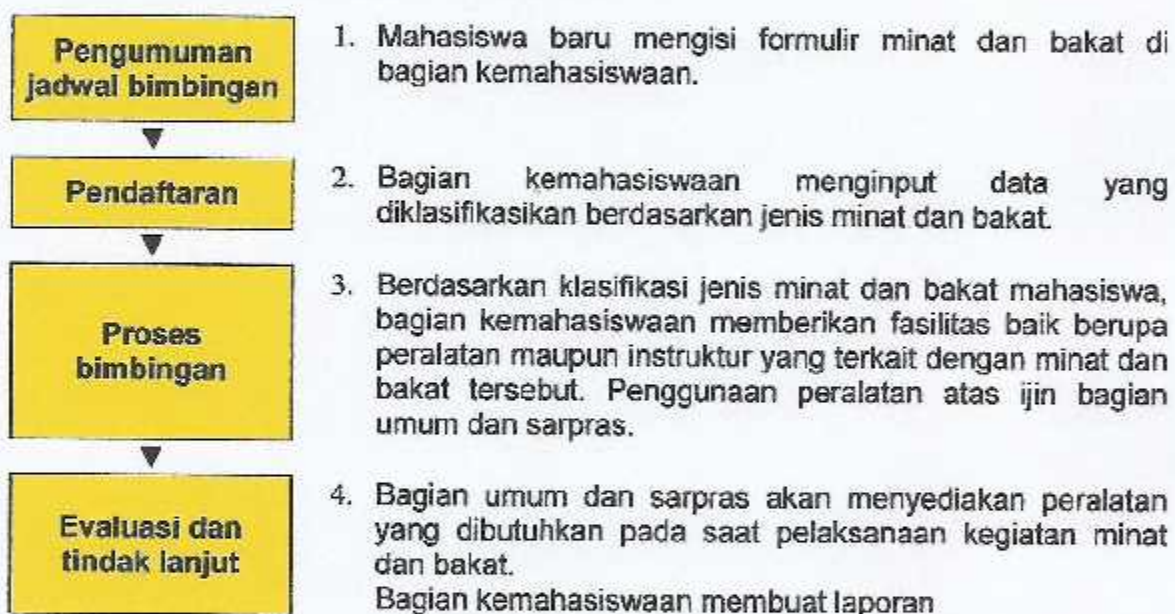 Pengumuman
jadwal bimbingan
1. Mahasiswa baru mengisi formulir minat dan bakat di
bagian kemahasiswaan.
Pendaftaran
2. Bagian kemahasiswaan menginput data yang
diklasifikasikan berdasarkan jenis minat dan bakat.
Proses
bimbingan
3. Berdasarkan klasifikasi jenis minat dan bakat mahasiswa,
bagian kemahasiswaan memberikan fasilitas baik berupa
peralatan maupun instruktur yang terkait dengan minat dan
bakat tersebut. Penggunaan peralatan atas ijin bagian
umum dan sarpras.
Evaluasi dan
tindak lanjut
4. Bagian umum dan sarpras akan menyediakan peralatan
yang dibutuhkan pada saat pelaksanaan kegiatan minat
dan bakat.
Bagian kemahasiswaan membuat laporan